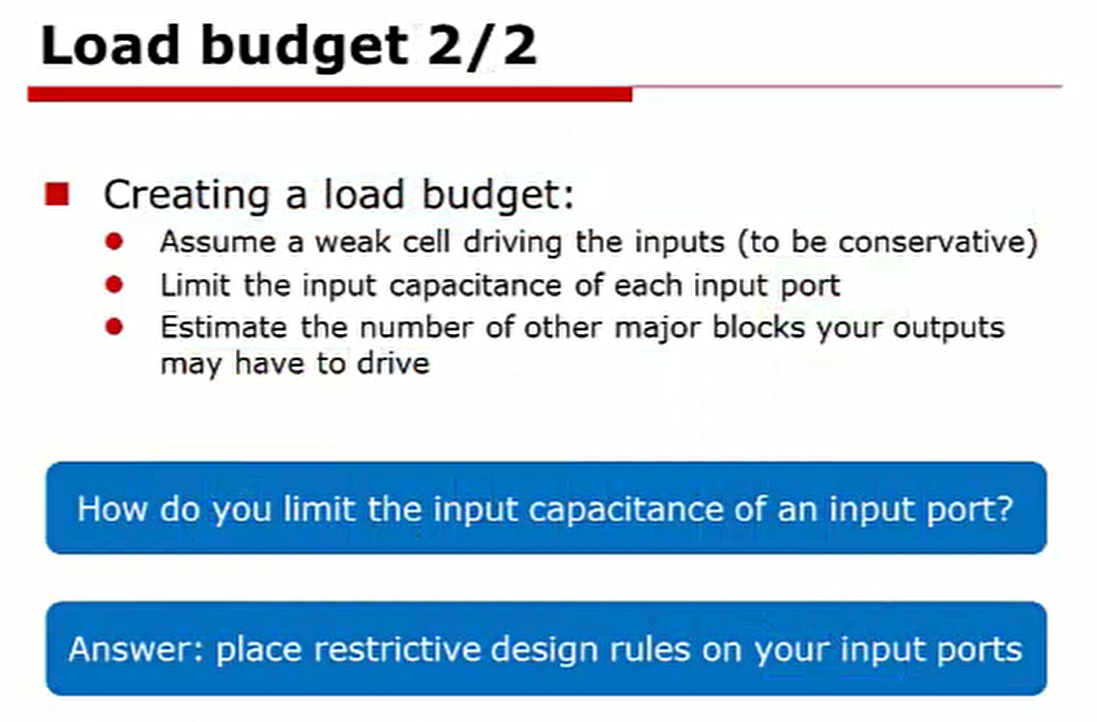 Load budget 2/2
Creating a load budget:
Assume a weak cell driving the inputs (to be conservative)
Limit the input capacitance of each input port
Estimate the number of other major blocks your outputs
may have to drive
How do you limit the input capacitance of an input port?
Answer: place restrictive design rules on your input ports